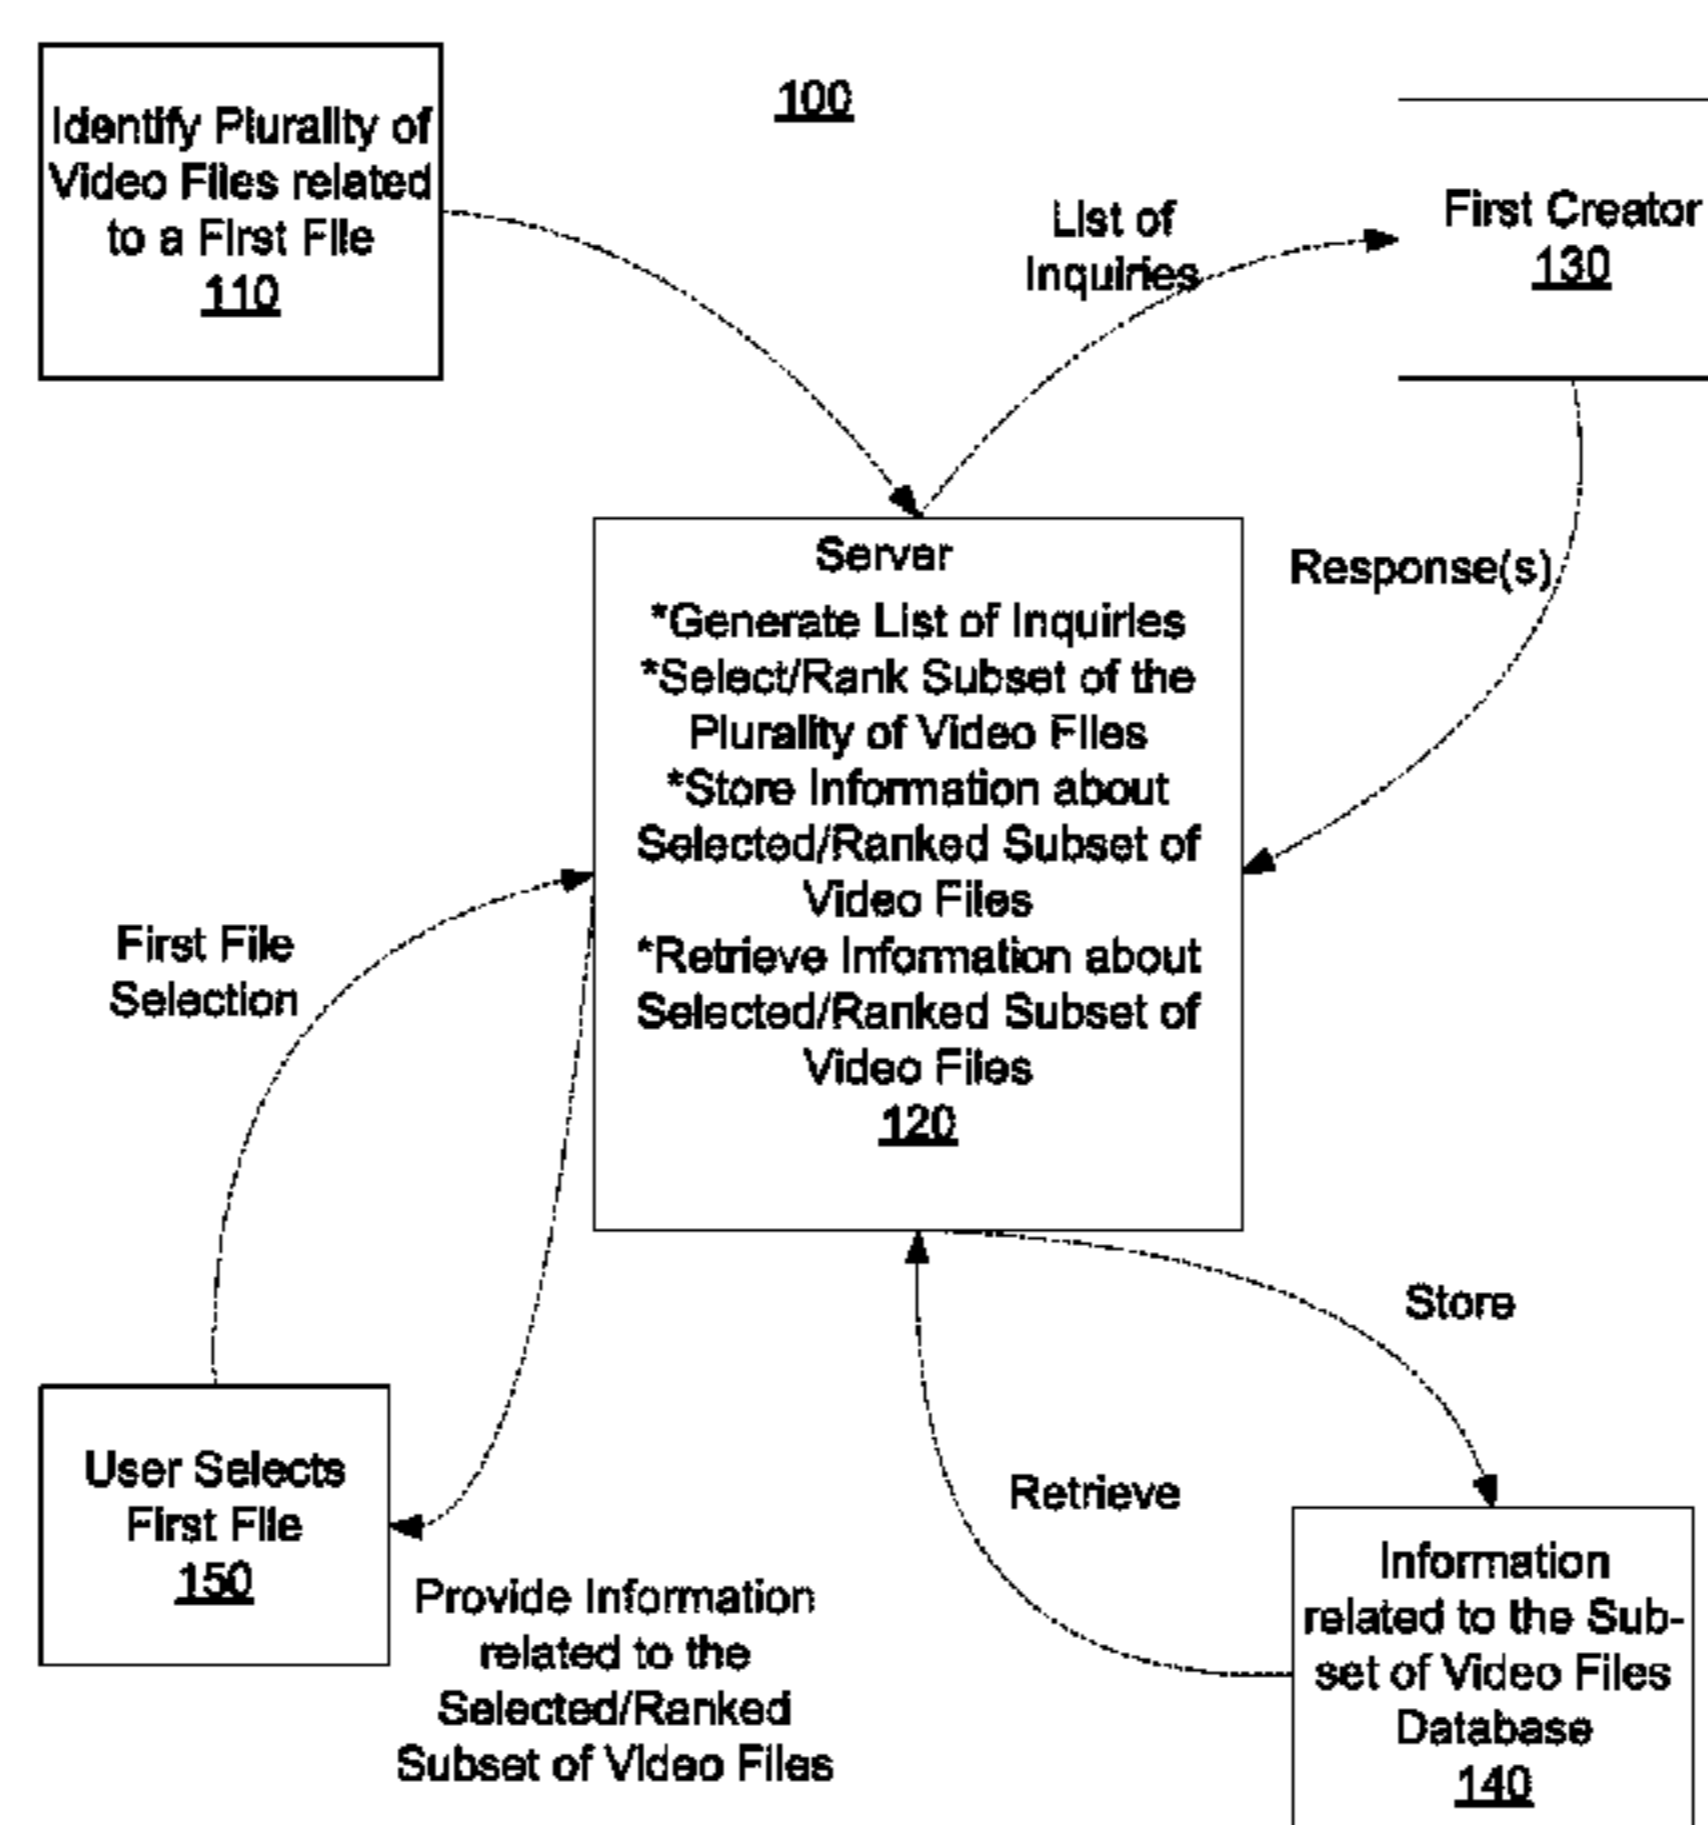 100
Identify Plurality of
Video Files related
to a First File
110
List of
Inquiries
First Creator
130
Response(s)
Server
*Generate List of Inquiries
*Select/Rank Subset of the
Plurality of Video Files
*Store Information about
Selected/Ranked Subset of
Video Files
*Retrieve Information about
Selected/Ranked Subset of
Video Files
120
First File
Selection
User Selects
First File
150
Provide Information
related to the
Selected/Ranked
Subset of Video Files
Store
Retrieve
Information
related to the Sub-
set of Video Files
Database
140